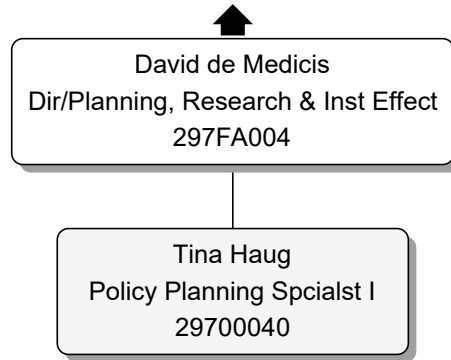 David de Medicis
Dir/Planning, Research & Inst Effect
297FA004
Tina Haug
Policy Planning Spcialst I
29700040